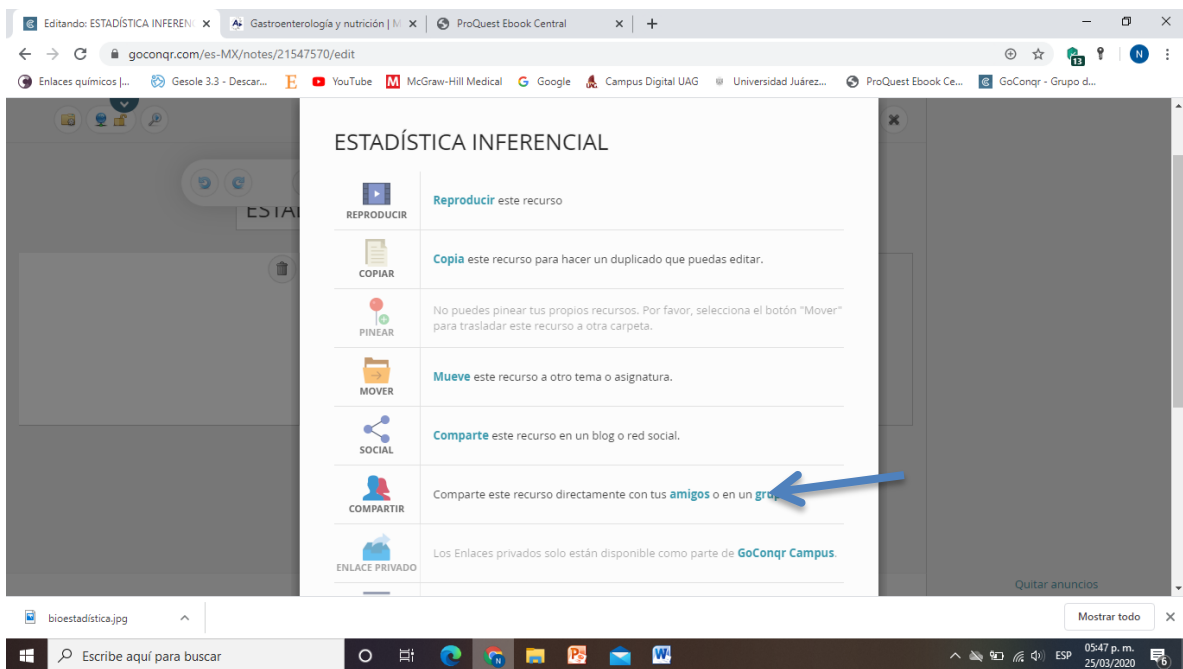 Editando: ESTADÍSTICA INFEREN
Gastroenterología y nutrición | M
ProQuest Ebook Central
goconqr.com/es-MX/notes/21547570/edit
13
N
Enlaces químicos |...
Gesole 3.3 - Descar...
YouTube
McGraw-Hill Medical
Google
Campus Digital UAG
Universidad Juárez...
ProQuest Ebook Ce...
GoConqr - Grupo d...
ESTADÍSTICA INFERENCIAL
REPRODUCIR
Reproducir este recurso
COPIAR
Copia este recurso para hacer un duplicado que puedas editar.
PINEAR
No puedes pinear tus propios recursos. Por favor, selecciona el botón "Mover"
para trasladar este recurso a otra carpeta.
MOVER
Mueve este recurso a otro tema o asignatura.
SOCIAL
Comparte este recurso en un blog o red social.
COMPARTIR
Comparte este recurso directamente con tus amigos o en un
ENLACE PRIVADO
Los Enlaces privados solo están disponible como parte de GoConqr Campus.
Quitar anuncios
bioestadística.jpg
Mostrar todo
Escribe aquí para buscar
ESP
05:47 p. m.
25/03/2020
6